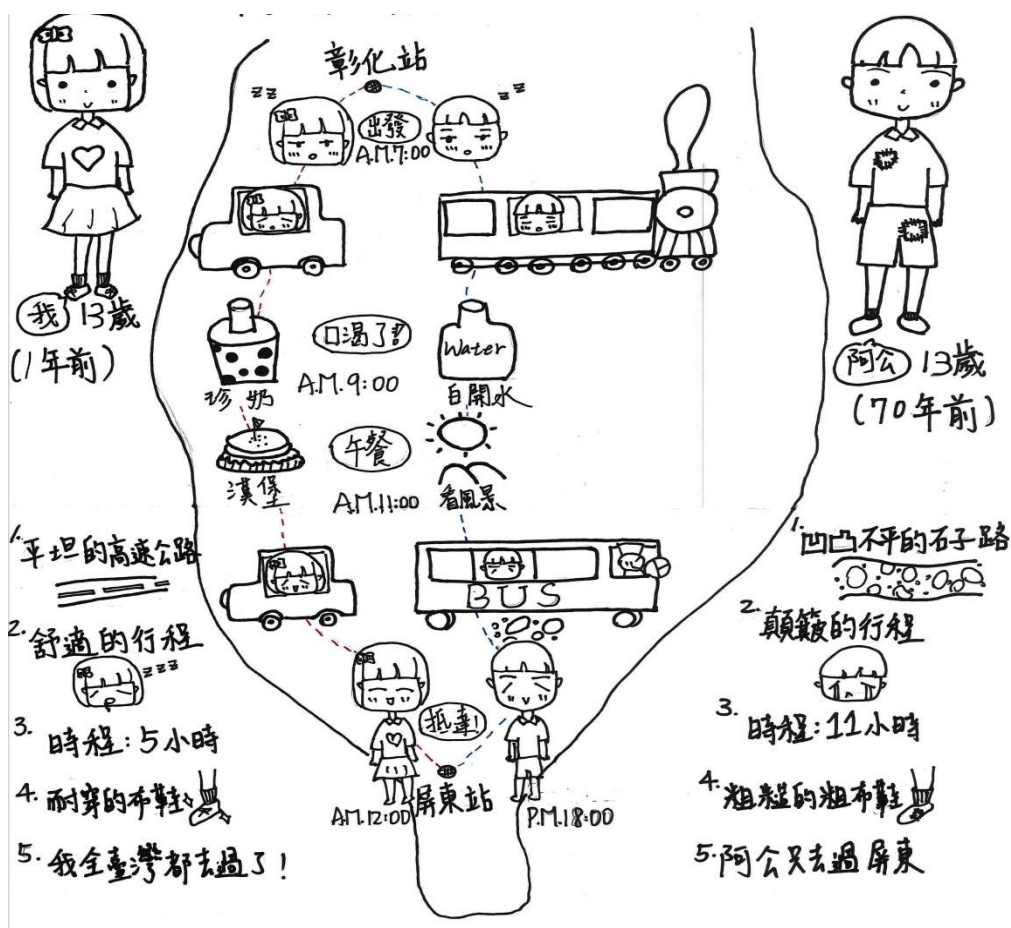 彰化站
zz
zz
出發
A.M.7:00
我 13歲
(1年前)
阿公 13歲
(70年前)
口渴了!!
A.M.9:00
珍奶
Water
白開水
午餐
A.M.11:00
漢堡
看風景
BUS
抵達!
屏東站
A.M.12:00
P.M.18:00
1. 平坦的高速公路
2. 舒適的行程
zzz
3. 時程:5小時
4. 耐穿的布鞋
5. 我全臺灣都去過了!
1. 凹凸不平的石子路
2. 顛簸的行程
3. 時程:11小時
4. 粗糙的粗布鞋
5. 阿公只去過屏東